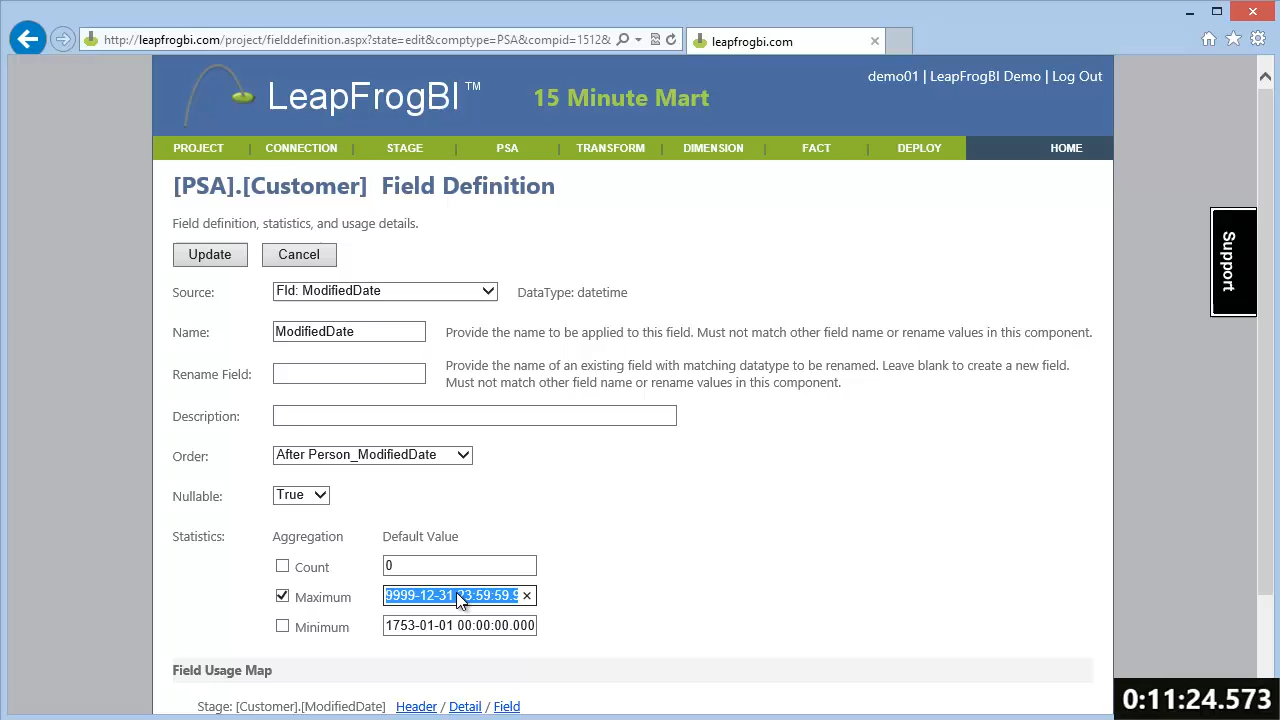 http://leapfrogbi.com/project/fielddefinition.aspx?state=edit&comptype=PSA&compid=1512&
leapfrogbi.com
LeapFrogBI™
15 Minute Mart
demo01 | LeapFrogBI Demo | Log Out
PROJECT | CONNECTION | STAGE | PSA | TRANSFORM | DIMENSION | FACT | DEPLOY HOME
[PSA].[Customer] Field Definition
Field definition, statistics, and usage details.
Update Cancel
Source: Fld: ModifiedDate DataType: datetime
Name: ModifiedDate Provide the name to be applied to this field. Must not match other field name or rename values in this component.
Rename Field: Provide the name of an existing field with matching datatype to be renamed. Leave blank to create a new field.
Must not match other field name or rename values in this component.
Description:
Order: After Person_ModifiedDate
Nullable: True
Statistics: Aggregation Default Value
Count 0
Maximum 9999-12-31 23:59:59.9
Minimum 1753-01-01 00:00:00.000
Field Usage Map
Stage: [Customer].[ModifiedDate] Header / Detail / Field
Support
0:11:24.573